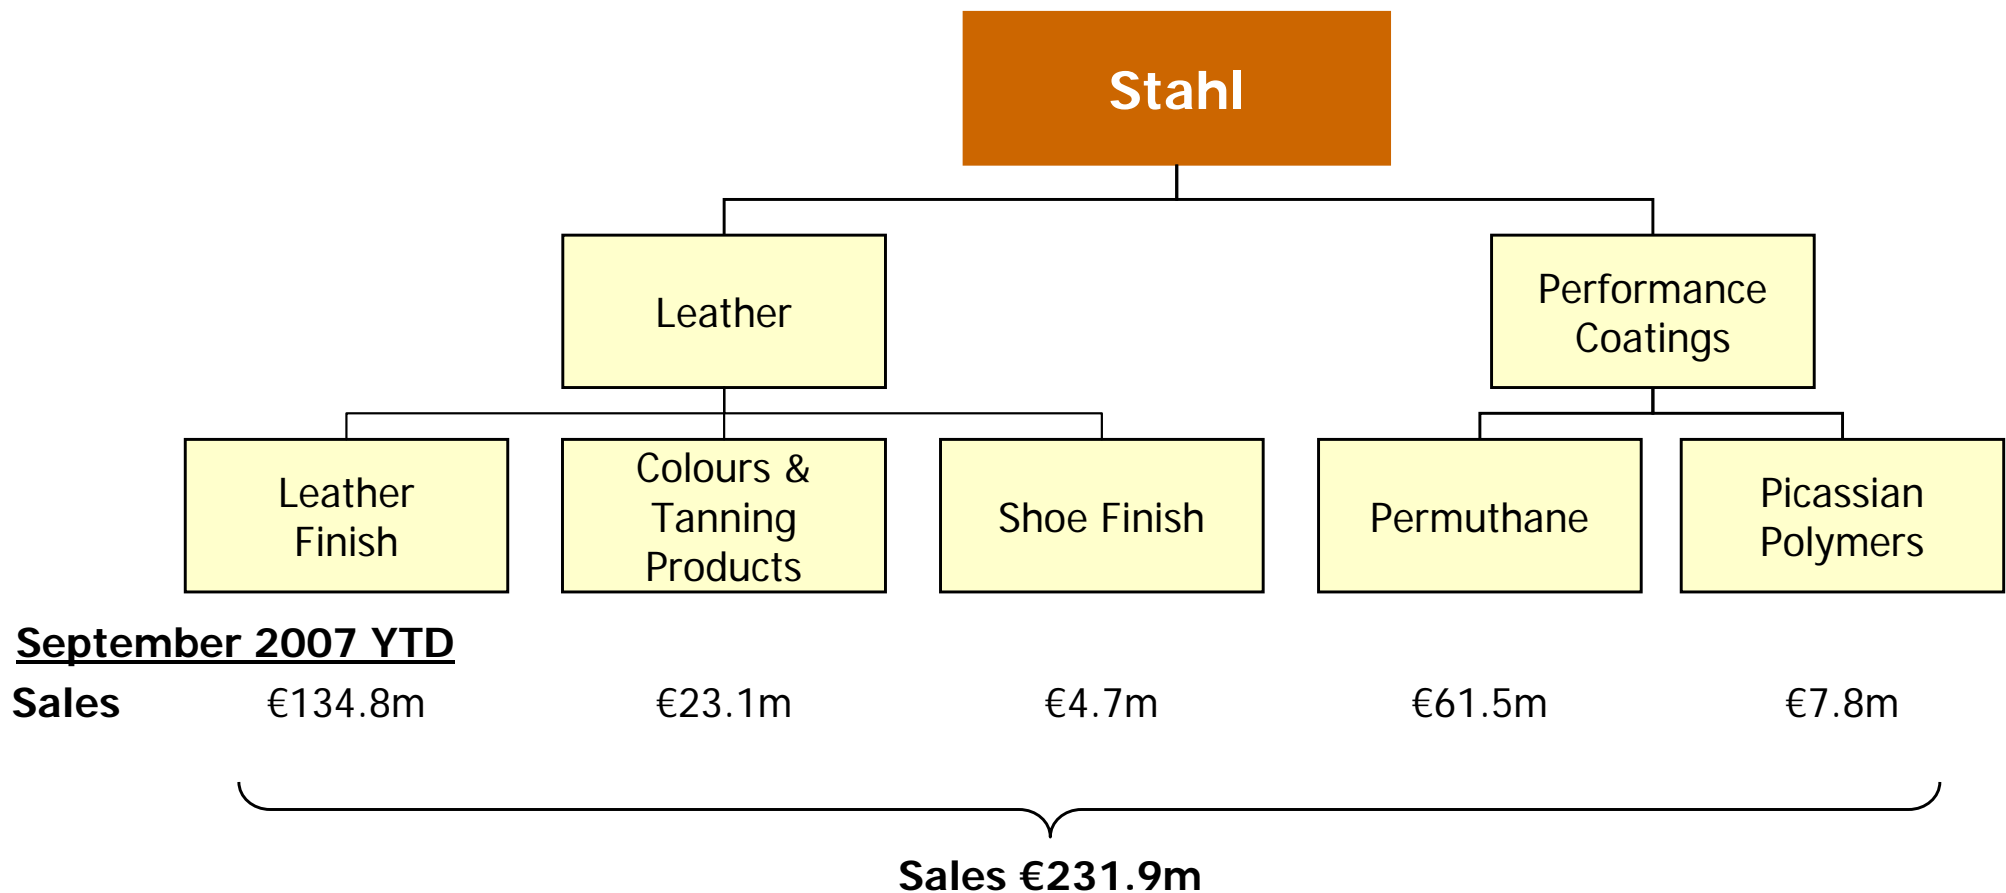 Stahl
Leather
Performance
Coatings
Leather
Finish
Colours &
Tanning
Products
Shoe Finish
Permuthane
Picassian
Polymers
September 2007 YTD
Sales €134.8m €23.1m €4.7m €61.5m €7.8m
Sales €231.9m